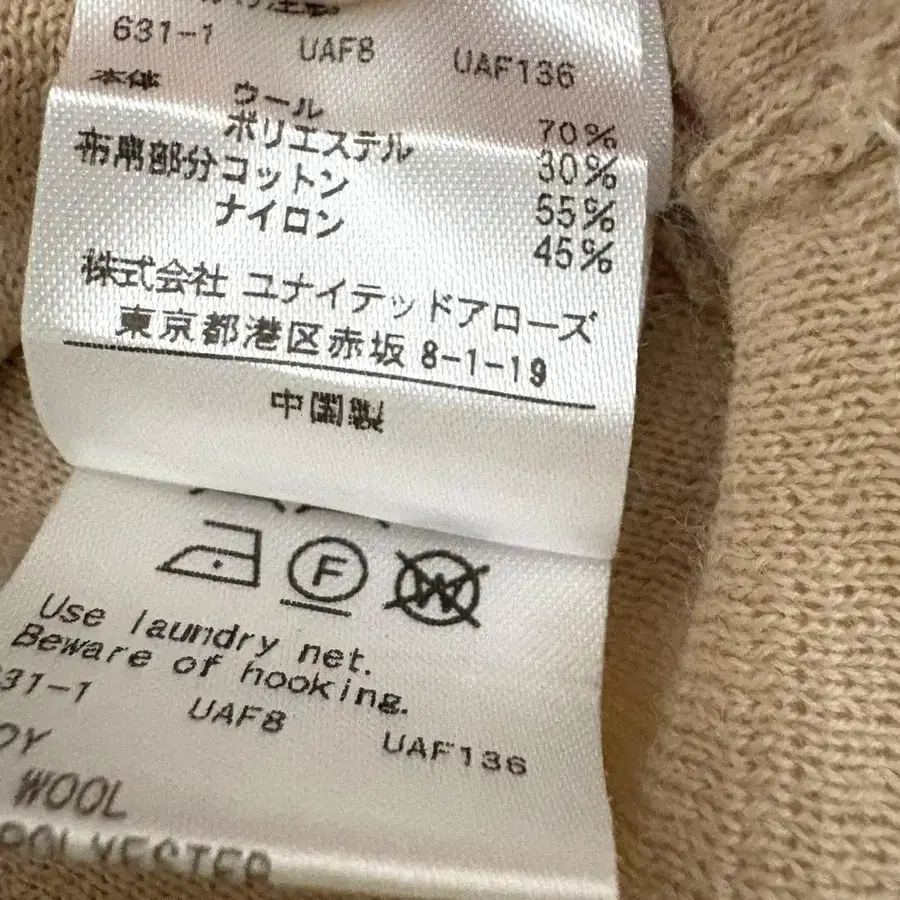 631-1 UAF8 UAF136
本体 ウール 70%
ポリエステル 30%
布帛部分 コットン 55%
ナイロン 45%
株式会社 ユナイテッドアローズ
東京都港区赤坂 8-1-19
中国製
F W
Use laundry net.
Beware of hooking.
31-1 UAF8 UAF136
WOOL
POLYESTER